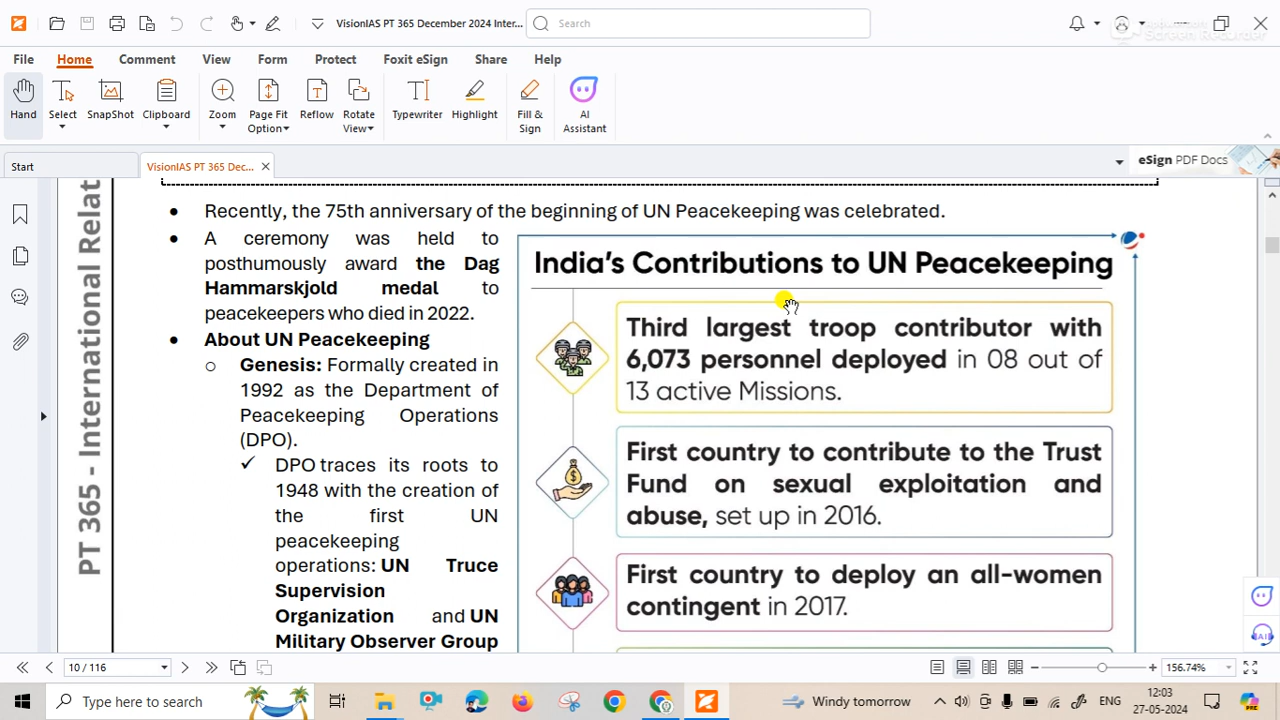 VisionIAS PT 365 December 2024 Inter...
Search
Screen Recorder
File
Home
Comment
View
Form
Protect
Foxit eSign
Share
Help
Hand
Select
SnapShot
Clipboard
Zoom
Page Fit
Option
Reflow
Rotate
View
Typewriter
Highlight
Fill &
Sign
AI
Assistant
Start
VisionIAS PT 365 Dec...
eSign PDF Docs
PT 365 - International Relat
• Recently, the 75th anniversary of the beginning of UN Peacekeeping was celebrated.
• A ceremony was held to
posthumously award the Dag
Hammarskjold medal to
peacekeepers who died in 2022.
• About UN Peacekeeping
o Genesis: Formally created in
1992 as the Department of
Peacekeeping Operations
(DPO).
✓ DPO traces its roots to
1948 with the creation of
the first UN
peacekeeping
operations: UN Truce
Supervision
Organization and UN
Military Observer Group
India's Contributions to UN Peacekeeping
Third largest troop contributor with
6,073 personnel deployed in 08 out of
13 active Missions.
First country to contribute to the Trust
Fund on sexual exploitation and
abuse, set up in 2016.
First country to deploy an all-women
contingent in 2017.
10 / 116
156.74%
Type here to search
Windy tomorrow
ENG
12:03
27-05-2024